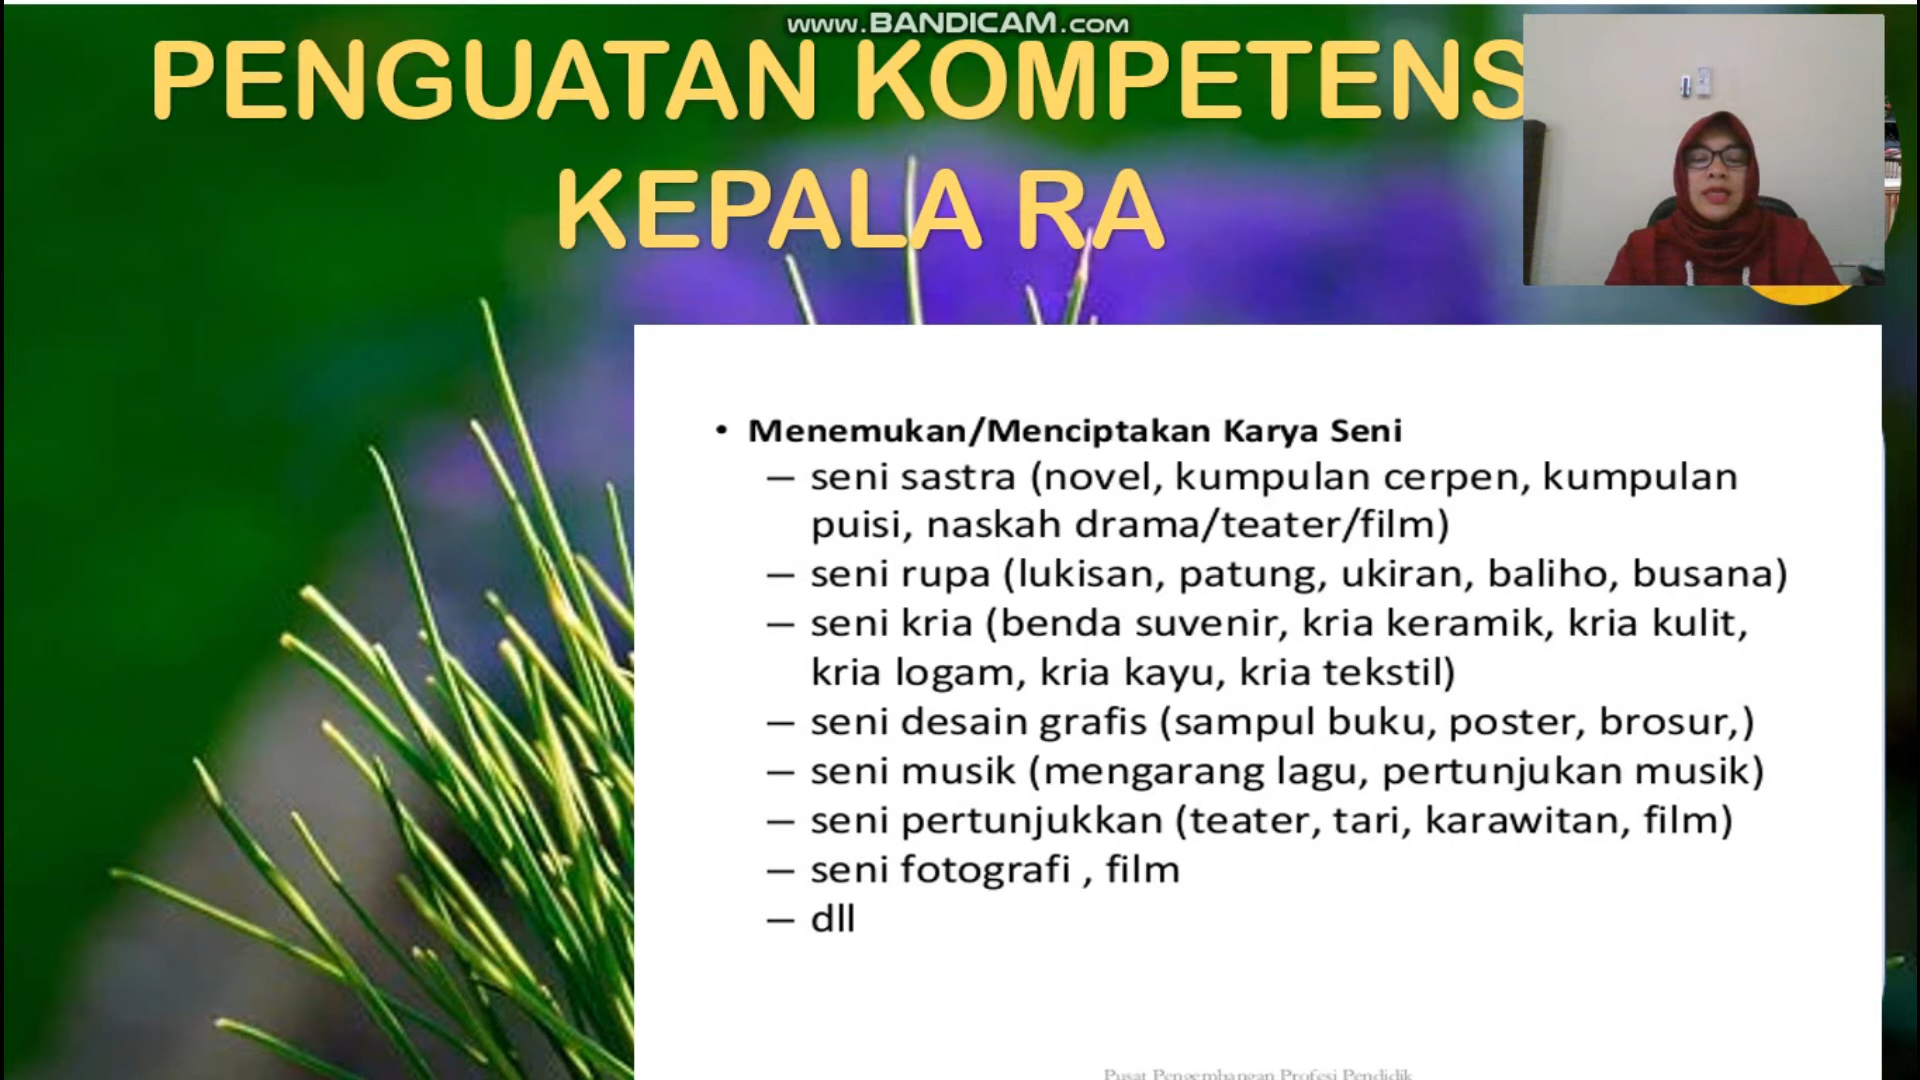 www.BANDICAM.com
PENGUATAN KOMPETENS
KEPALA RA
• Menemukan/Menciptakan Karya Seni
– seni sastra (novel, kumpulan cerpen, kumpulan
puisi, naskah drama/teater/film)
– seni rupa (lukisan, patung, ukiran, baliho, busana)
– seni kria (benda suvenir, kria keramik, kria kulit,
kria logam, kria kayu, kria tekstil)
– seni desain grafis (sampul buku, poster, brosur,)
– seni musik (mengarang lagu, pertunjukan musik)
– seni pertunjukkan (teater, tari, karawitan, film)
– seni fotografi , film
– dll
Pusat Pengembangan Profesi Pendidik